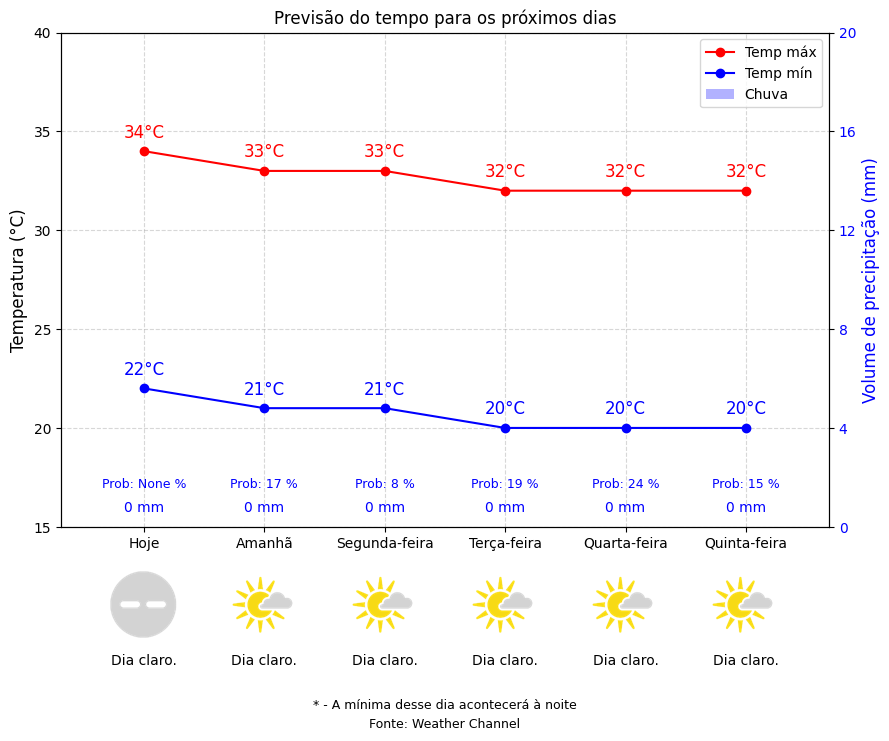 Previsão do tempo para os próximos dias
40
35
30
25
20
15
Temperatura (°C)
20
16
12
8
4
0
Volume de precipitação (mm)
Temp máx
Temp mín
Chuva
34°C 33°C 33°C 32°C 32°C 32°C
22°C 21°C 21°C 20°C 20°C 20°C
Prob: None % Prob: 17 % Prob: 8 % Prob: 19 % Prob: 24 % Prob: 15 %
0 mm 0 mm 0 mm 0 mm 0 mm 0 mm
Hoje Amanhã Segunda-feira Terça-feira Quarta-feira Quinta-feira
Dia claro. Dia claro. Dia claro. Dia claro. Dia claro. Dia claro.
* - A mínima desse dia acontecerá à noite
Fonte: Weather Channel